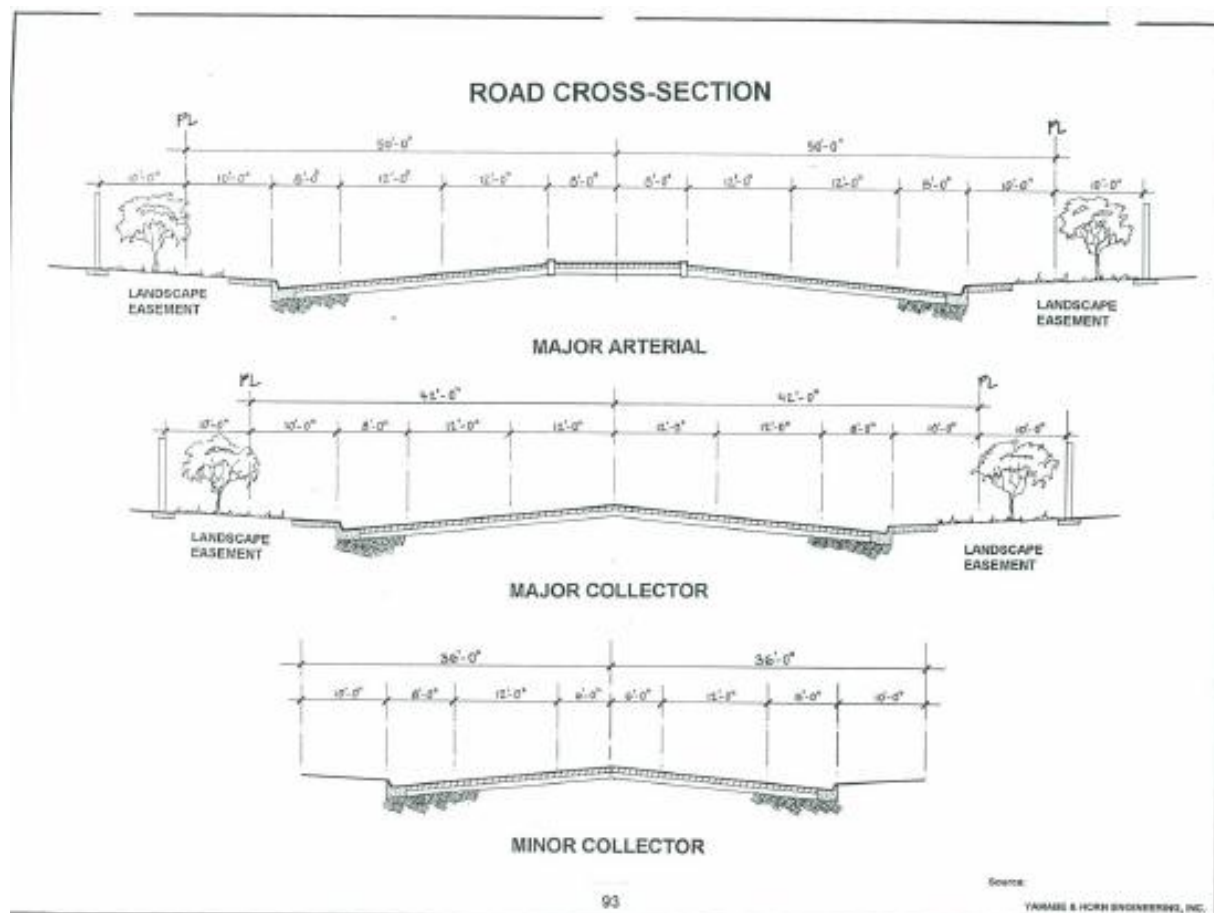 ROAD CROSS-SECTION
PL PL
50'-0" 50'-0"
10'-0" 10'-0" 8'-0" 12'-0" 12'-0" 8'-0" 8'-0" 12'-0" 12'-0" 8'-0" 10'-0" 10'-0"
LANDSCAPE EASEMENT
LANDSCAPE EASEMENT
MAJOR ARTERIAL
PL PL
42'-0" 42'-0"
10'-0" 10'-0" 8'-0" 12'-0" 12'-0" 12'-0" 12'-0" 8'-0" 10'-0" 10'-0"
LANDSCAPE EASEMENT
LANDSCAPE EASEMENT
MAJOR COLLECTOR
36'-0" 36'-0"
10'-0" 8'-0" 12'-0" 6'-0" 6'-0" 12'-0" 8'-0" 10'-0"
MINOR COLLECTOR
93
Source:
YAMABE & HORN ENGINEERING, INC.